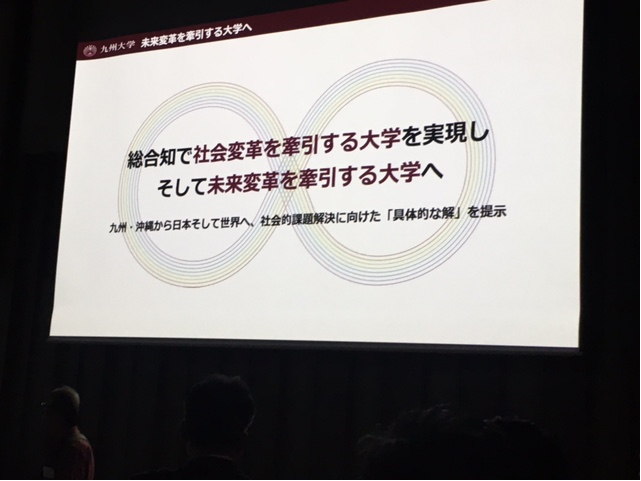 九州大学 未来変革を牽引する大学へ
総合知で社会変革を牽引する大学を実現し
そして未来変革を牽引する大学へ
九州・沖縄から日本そして世界へ、社会的課題解決に向けた「具体的な解」を提示